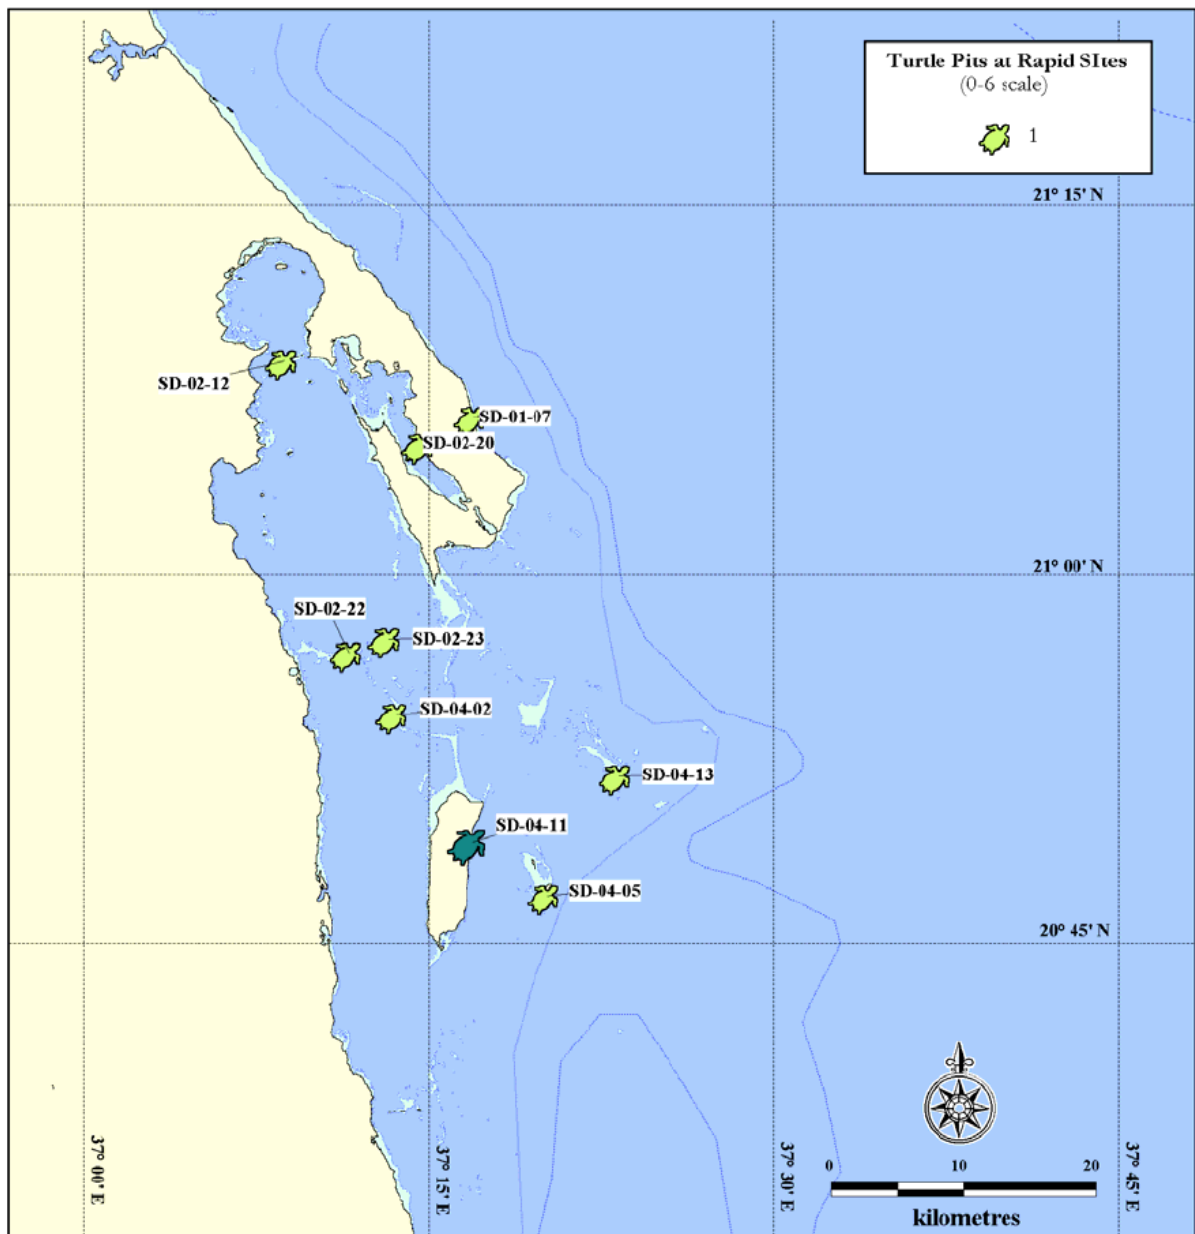 Turtle Pits at Rapid SItes
(0-6 scale)
1
21° 15' N
SD-02-12
SD-01-07
SD-02-20
21° 00' N
SD-02-22
SD-02-23
SD-04-02
SD-04-13
SD-04-11
SD-04-05
20° 45' N
37° 00' E
37° 15' E
37° 30' E
37° 45' E
0 10 20
kilometres